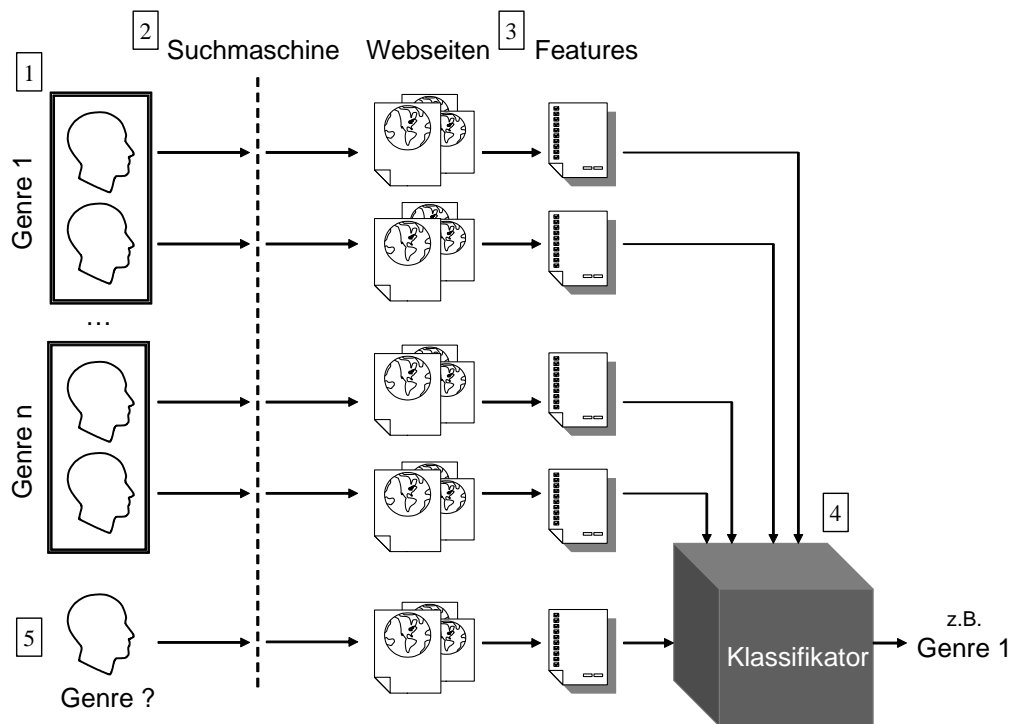 2 Suchmaschine Webseiten 3 Features
1
Genre 1
...
Genre n
4
5
Genre ?
Klassifikator
z.B.
Genre 1